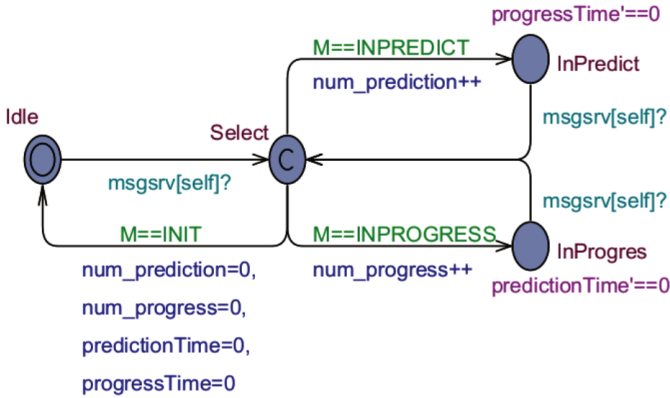 progressTime'==0
M==INPREDICT
InPredict
num_prediction++
Idle
Select
msgsrv[self]?
C
msgsrv[self]?
msgsrv[self]?
M==INIT
M==INPROGRESS
InProgres
num_prediction=0,
num_progress++
predictionTime'==0
num_progress=0,
predictionTime=0,
progressTime=0